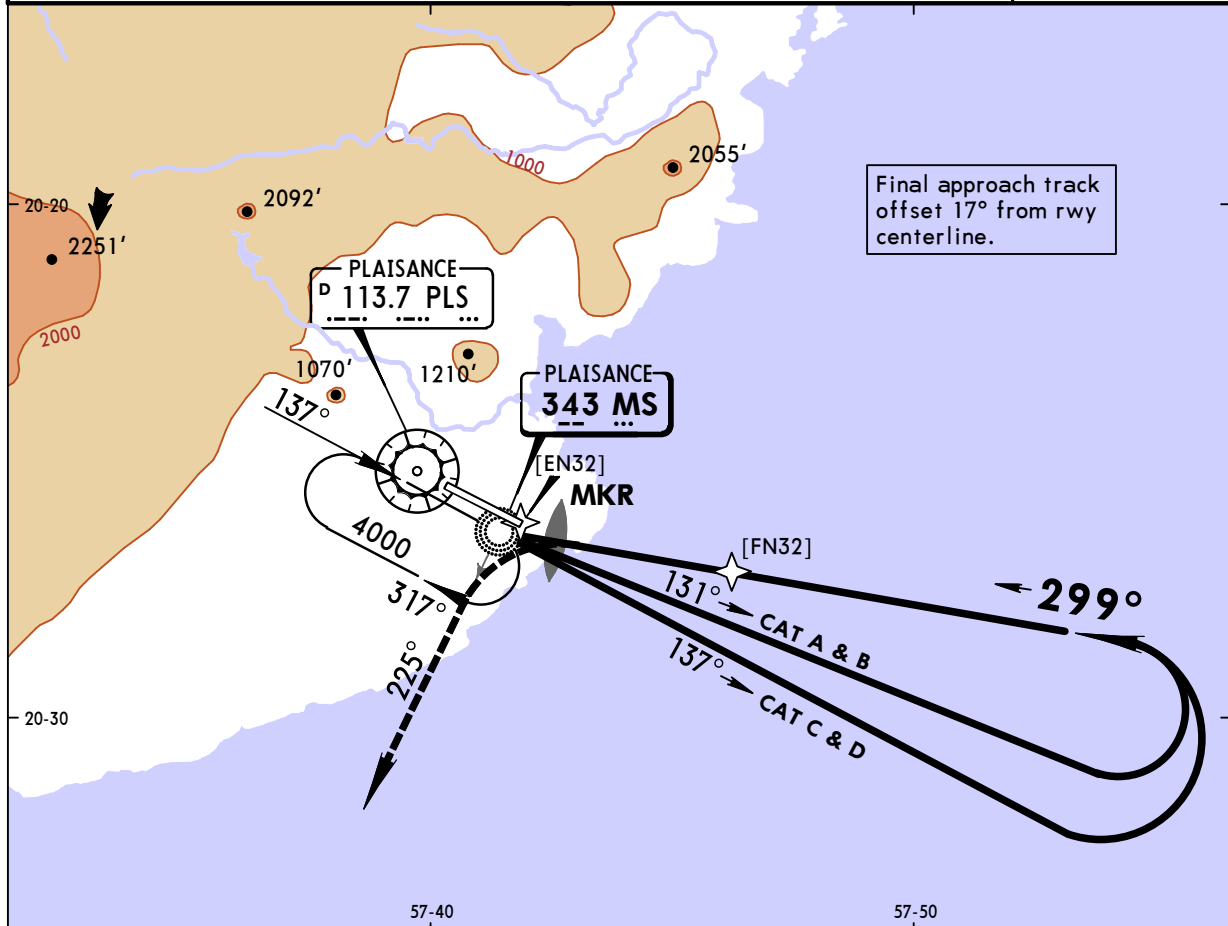 1000
2055'
2092'
20-20
2251'
Final approach track
offset 17° from rwy
centerline.
PLAISANCE
D 113.7 PLS
2000
1070'
1210'
PLAISANCE
343 MS
137°
[EN32]
MKR
4000
[FN32]
317°
131°
CAT A & B
299°
137°
CAT C & D
225°
20-30
57-40
57-50